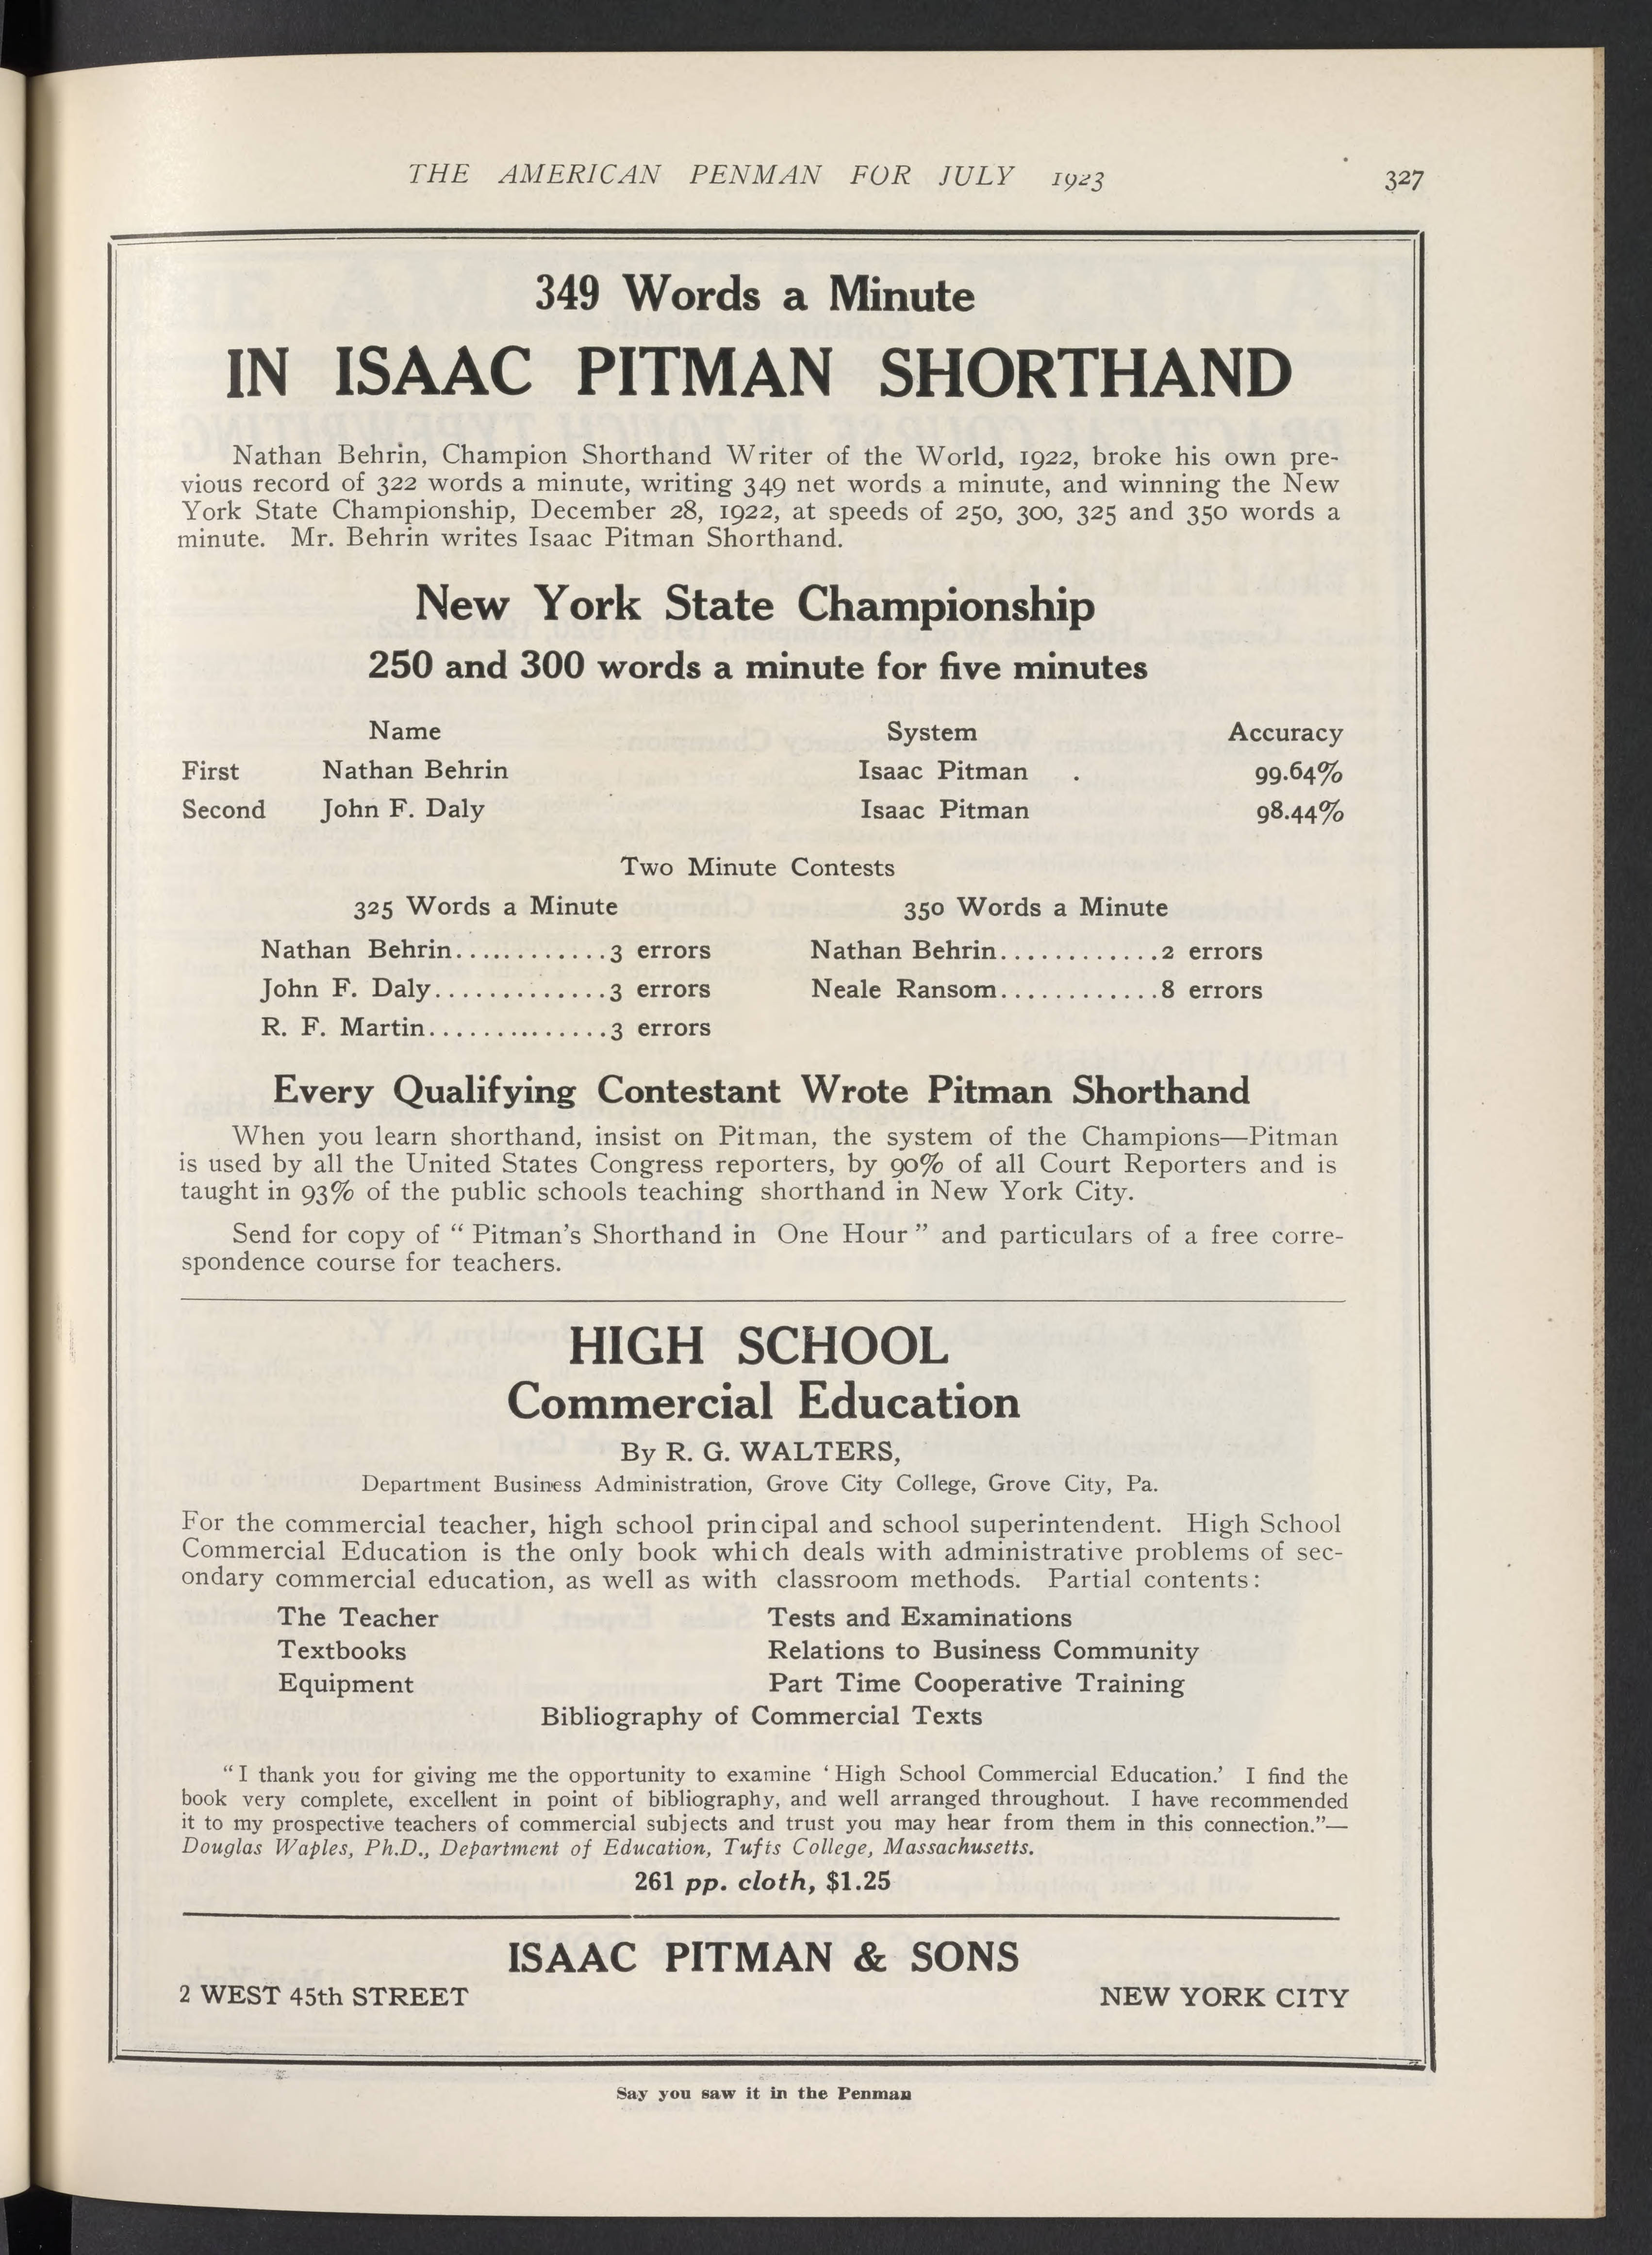 THE AMERICAN PENMAN FOR JULY 1923 327
349 Words a Minute
IN ISAAC PITMAN SHORTHAND
Nathan Behrin, Champion Shorthand Writer of the World, 1922, broke his own pre-
vious record of 322 words a minute, writing 349 net words a minute, and winning the New
York State Championship, December 28, 1922, at speeds of 250, 300, 325 and 350 words a
minute. Mr. Behrin writes Isaac Pitman Shorthand.
New York State Championship
250 and 300 words a minute for five minutes
Name System Accuracy
First Nathan Behrin Isaac Pitman 99.64%
Second John F. Daly Isaac Pitman 98.44%
Two Minute Contests
325 Words a Minute 350 Words a Minute
Nathan Behrin............3 errors Nathan Behrin............2 errors
John F. Daly.............3 errors Neale Ransom............8 errors
R. F. Martin..............3 errors
Every Qualifying Contestant Wrote Pitman Shorthand
When you learn shorthand, insist on Pitman, the system of the Champions—Pitman
is used by all the United States Congress reporters, by 90% of all Court Reporters and is
taught in 93% of the public schools teaching shorthand in New York City.
Send for copy of “ Pitman's Shorthand in One Hour ” and particulars of a free corre-
spondence course for teachers.
HIGH SCHOOL
Commercial Education
By R. G. WALTERS,
Department Business Administration, Grove City College, Grove City, Pa.
For the commercial teacher, high school principal and school superintendent. High School
Commercial Education is the only book which deals with administrative problems of sec-
ondary commercial education, as well as with classroom methods. Partial contents:
The Teacher Tests and Examinations
Textbooks Relations to Business Community
Equipment Part Time Cooperative Training
Bibliography of Commercial Texts
“I thank you for giving me the opportunity to examine ‘High School Commercial Education.’ I find the
book very complete, excellent in point of bibliography, and well arranged throughout. I have recommended
it to my prospective teachers of commercial subjects and trust you may hear from them in this connection.”—
Douglas Waples, Ph.D., Department of Education, Tufts College, Massachusetts.
261 pp. cloth, $1.25
ISAAC PITMAN & SONS
2 WEST 45th STREET NEW YORK CITY
Say you saw it in the Penman